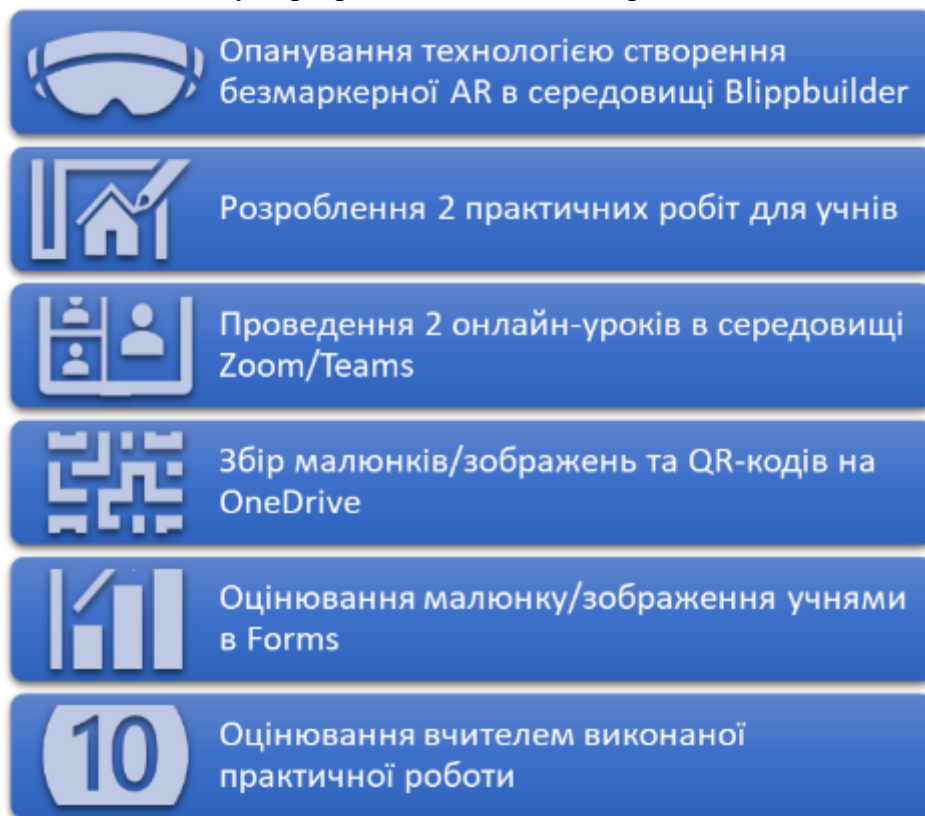 Опанування технологією створення
безмаркерної AR в середовищі Blippbuilder
Розроблення 2 практичних робіт для учнів
Проведення 2 онлайн-уроків в середовищі
Zoom/Teams
Збір малюнків/зображень та QR-кодів на
OneDrive
Оцінювання малюнку/зображення учнями
в Forms
10
Оцінювання вчителем виконаної
практичної роботи